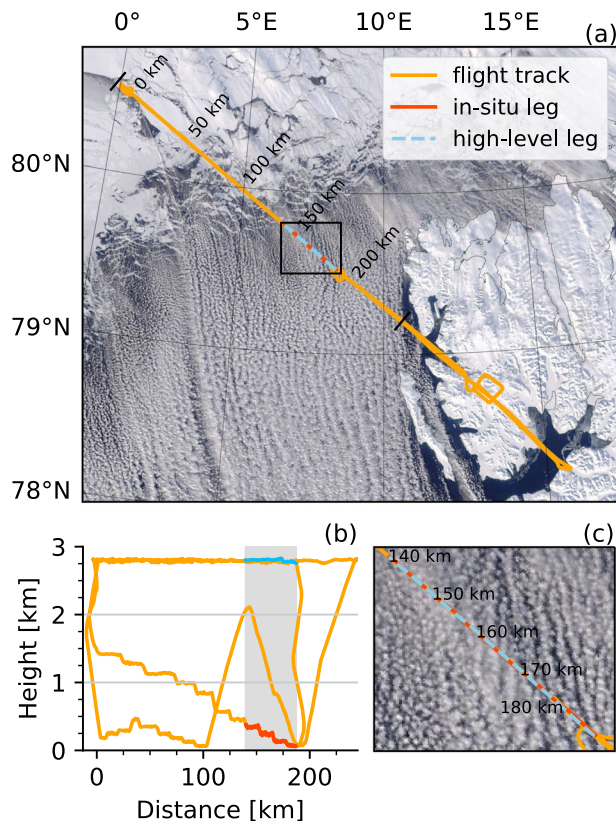 0° 5°E 10°E 15°E (a)
flight track
in-situ leg
high-level leg
0 km
50 km
100 km
150 km
200 km
80°N
79°N
78°N
(b)
3
2
1
0
Height [km]
0 100 200
Distance [km]
(c)
140 km
150 km
160 km
170 km
180 km